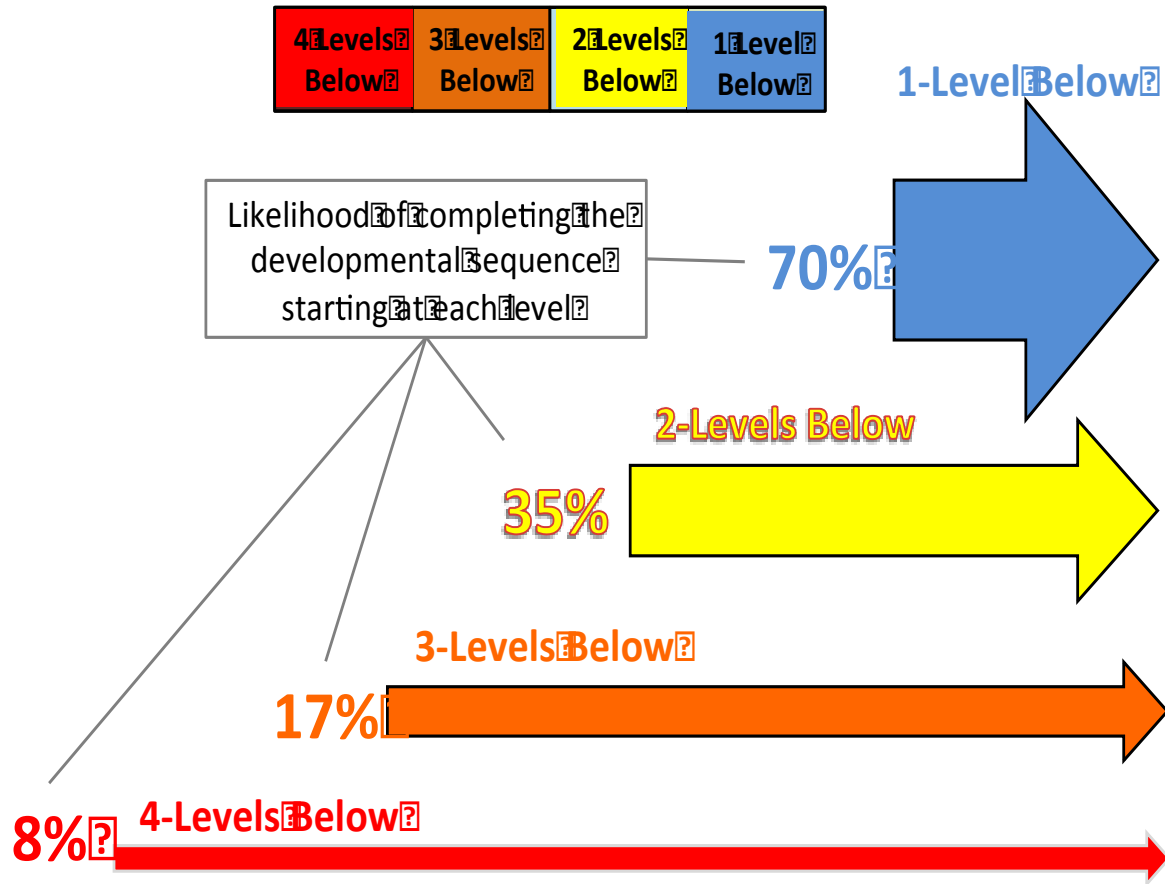 4⍰Levels⍰
Below⍰
3⍰Levels⍰
Below⍰
2⍰Levels⍰
Below⍰
1⍰Level⍰
Below⍰
1-Level⍰Below⍰
Likelihood⍰of⍰completing⍰the⍰
developmental⍰sequence⍰
starting⍰at⍰each⍰level⍰
70%⍰
2-Levels Below
35%
3-Levels⍰Below⍰
17%⍰
4-Levels⍰Below⍰
8%⍰